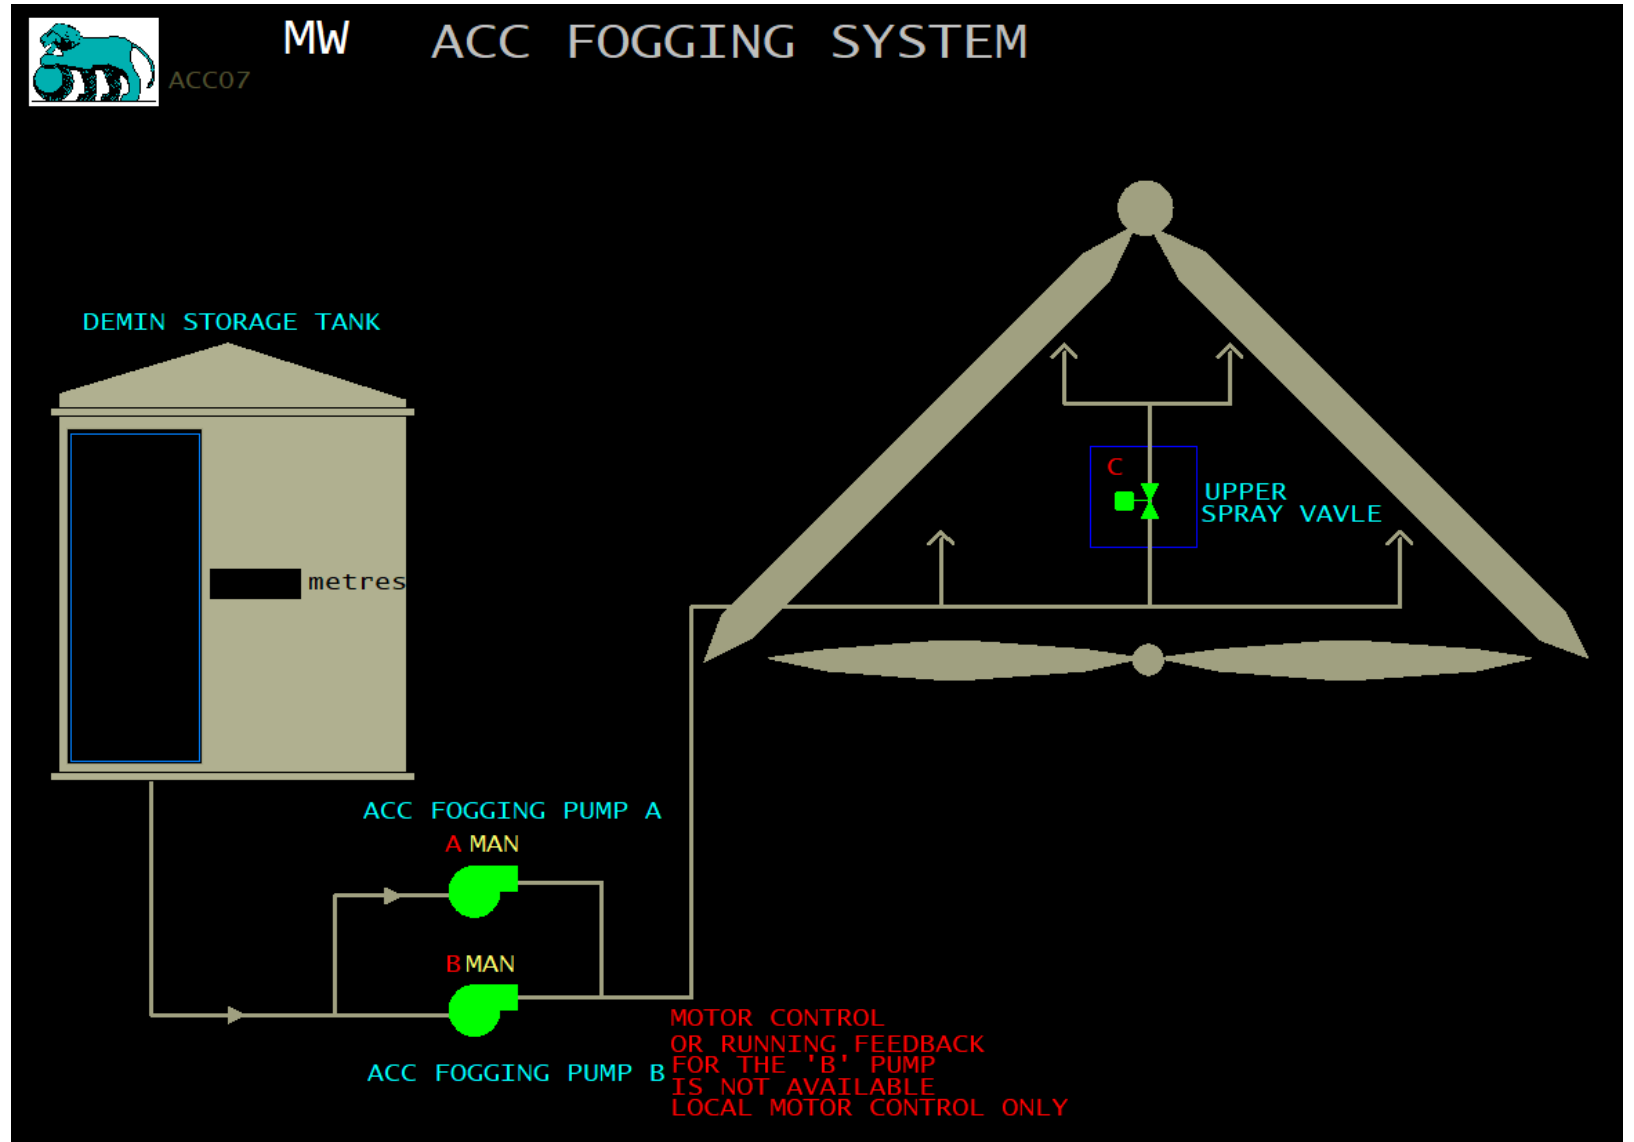 MW ACC FOGGING SYSTEM
ACC07
DEMIN STORAGE TANK
C
UPPER
SPRAY VAVLE
metres
ACC FOGGING PUMP A
A MAN
B MAN
ACC FOGGING PUMP B
MOTOR CONTROL
OR RUNNING FEEDBACK
FOR THE 'B' PUMP
IS NOT AVAILABLE
LOCAL MOTOR CONTROL ONLY